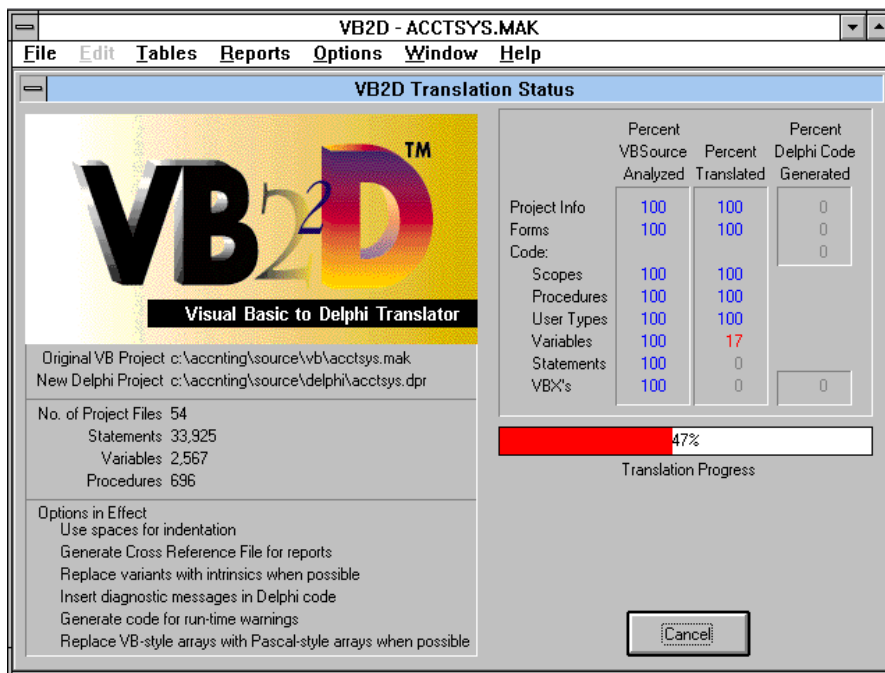 VB2D - ACCTSYS.MAK
File Edit Tables Reports Options Window Help
VB2D Translation Status
VB2D™
Visual Basic to Delphi Translator
Original VB Project c:\accnting\source\vb\acctsys.mak
New Delphi Project c:\accnting\source\delphi\acctsys.dpr
No. of Project Files 54
Statements 33,925
Variables 2,567
Procedures 696
Options in Effect
Use spaces for indentation
Generate Cross Reference File for reports
Replace variants with intrinsics when possible
Insert diagnostic messages in Delphi code
Generate code for run-time warnings
Replace VB-style arrays with Pascal-style arrays when possible
Percent Percent
VBSource Percent Delphi Code
Analyzed Translated Generated
Project Info 100 100 0
Forms 100 100 0
Code: 0
Scopes 100 100
Procedures 100 100
User Types 100 100
Variables 100 17
Statements 100 0
VBX's 100 0 0
47%
Translation Progress
Cancel